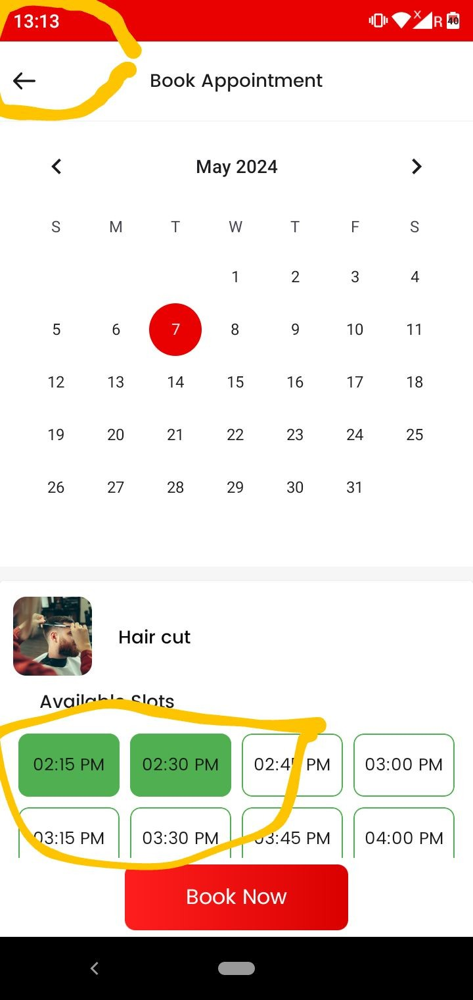 13:13 X R 40
Book Appointment
May 2024
S M T W T F S
1 2 3 4
5 6 7 8 9 10 11
12 13 14 15 16 17 18
19 20 21 22 23 24 25
26 27 28 29 30 31
Hair cut
Available Slots
02:15 PM 02:30 PM 02:45 PM 03:00 PM
03:15 PM 03:30 PM 03:45 PM 04:00 PM
Book Now